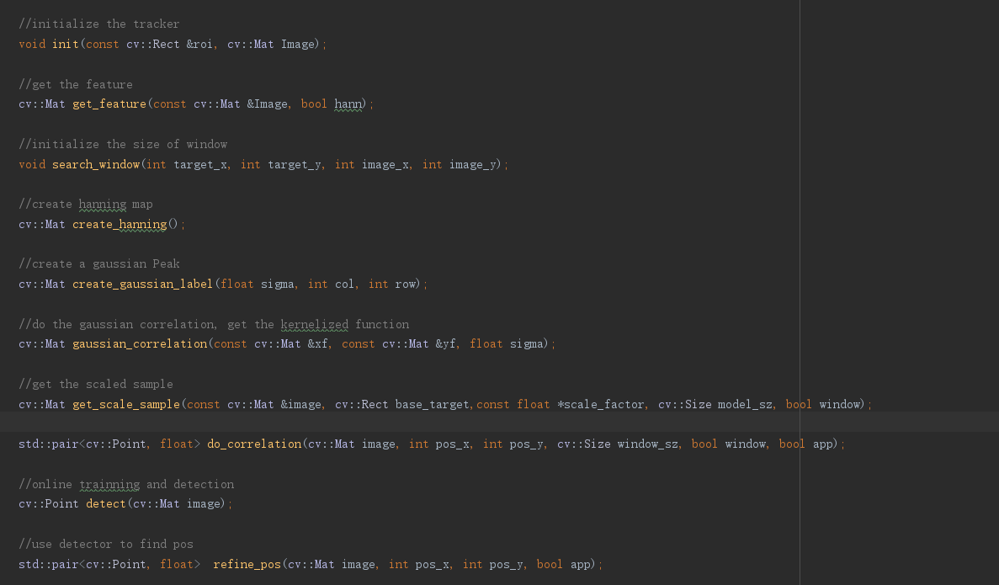 //initialize the tracker
void init(const cv::Rect &roi, cv::Mat Image);
//get the feature
cv::Mat get_feature(const cv::Mat &Image, bool hann);
//initialize the size of window
void search_window(int target_x, int target_y, int image_x, int image_y);
//create hanning map
cv::Mat create_hanning();
//create a gaussian Peak
cv::Mat create_gaussian_label(float sigma, int col, int row);
//do the gaussian correlation, get the kernelized function
cv::Mat gaussian_correlation(const cv::Mat &xf, const cv::Mat &yf, float sigma);
//get the scaled sample
cv::Mat get_scale_sample(const cv::Mat &image, cv::Rect base_target,const float *scale_factor, cv::Size model_sz, bool window);
std::pair<cv::Point, float> do_correlation(cv::Mat image, int pos_x, int pos_y, cv::Size window_sz, bool window, bool app);
//online trainning and detection
cv::Point detect(cv::Mat image);
//use detector to find pos
std::pair<cv::Point, float>  refine_pos(cv::Mat image, int pos_x, int pos_y, bool app);